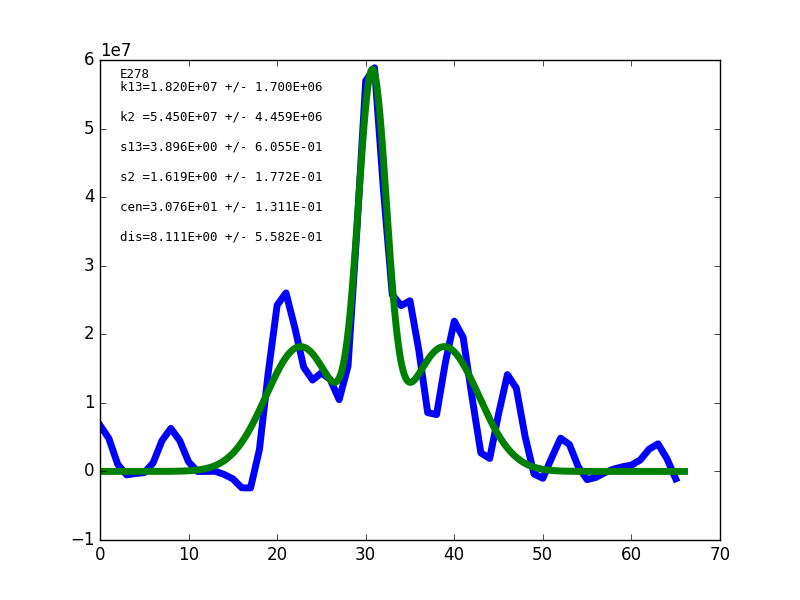 1e7
E278
k13=1.820E+07 +/- 1.700E+06
k2 =5.450E+07 +/- 4.459E+06
s13=3.896E+00 +/- 6.055E-01
s2 =1.619E+00 +/- 1.772E-01
cen=3.076E+01 +/- 1.311E-01
dis=8.111E+00 +/- 5.582E-01
6
5
4
3
2
1
0
−1
0 10 20 30 40 50 60 70